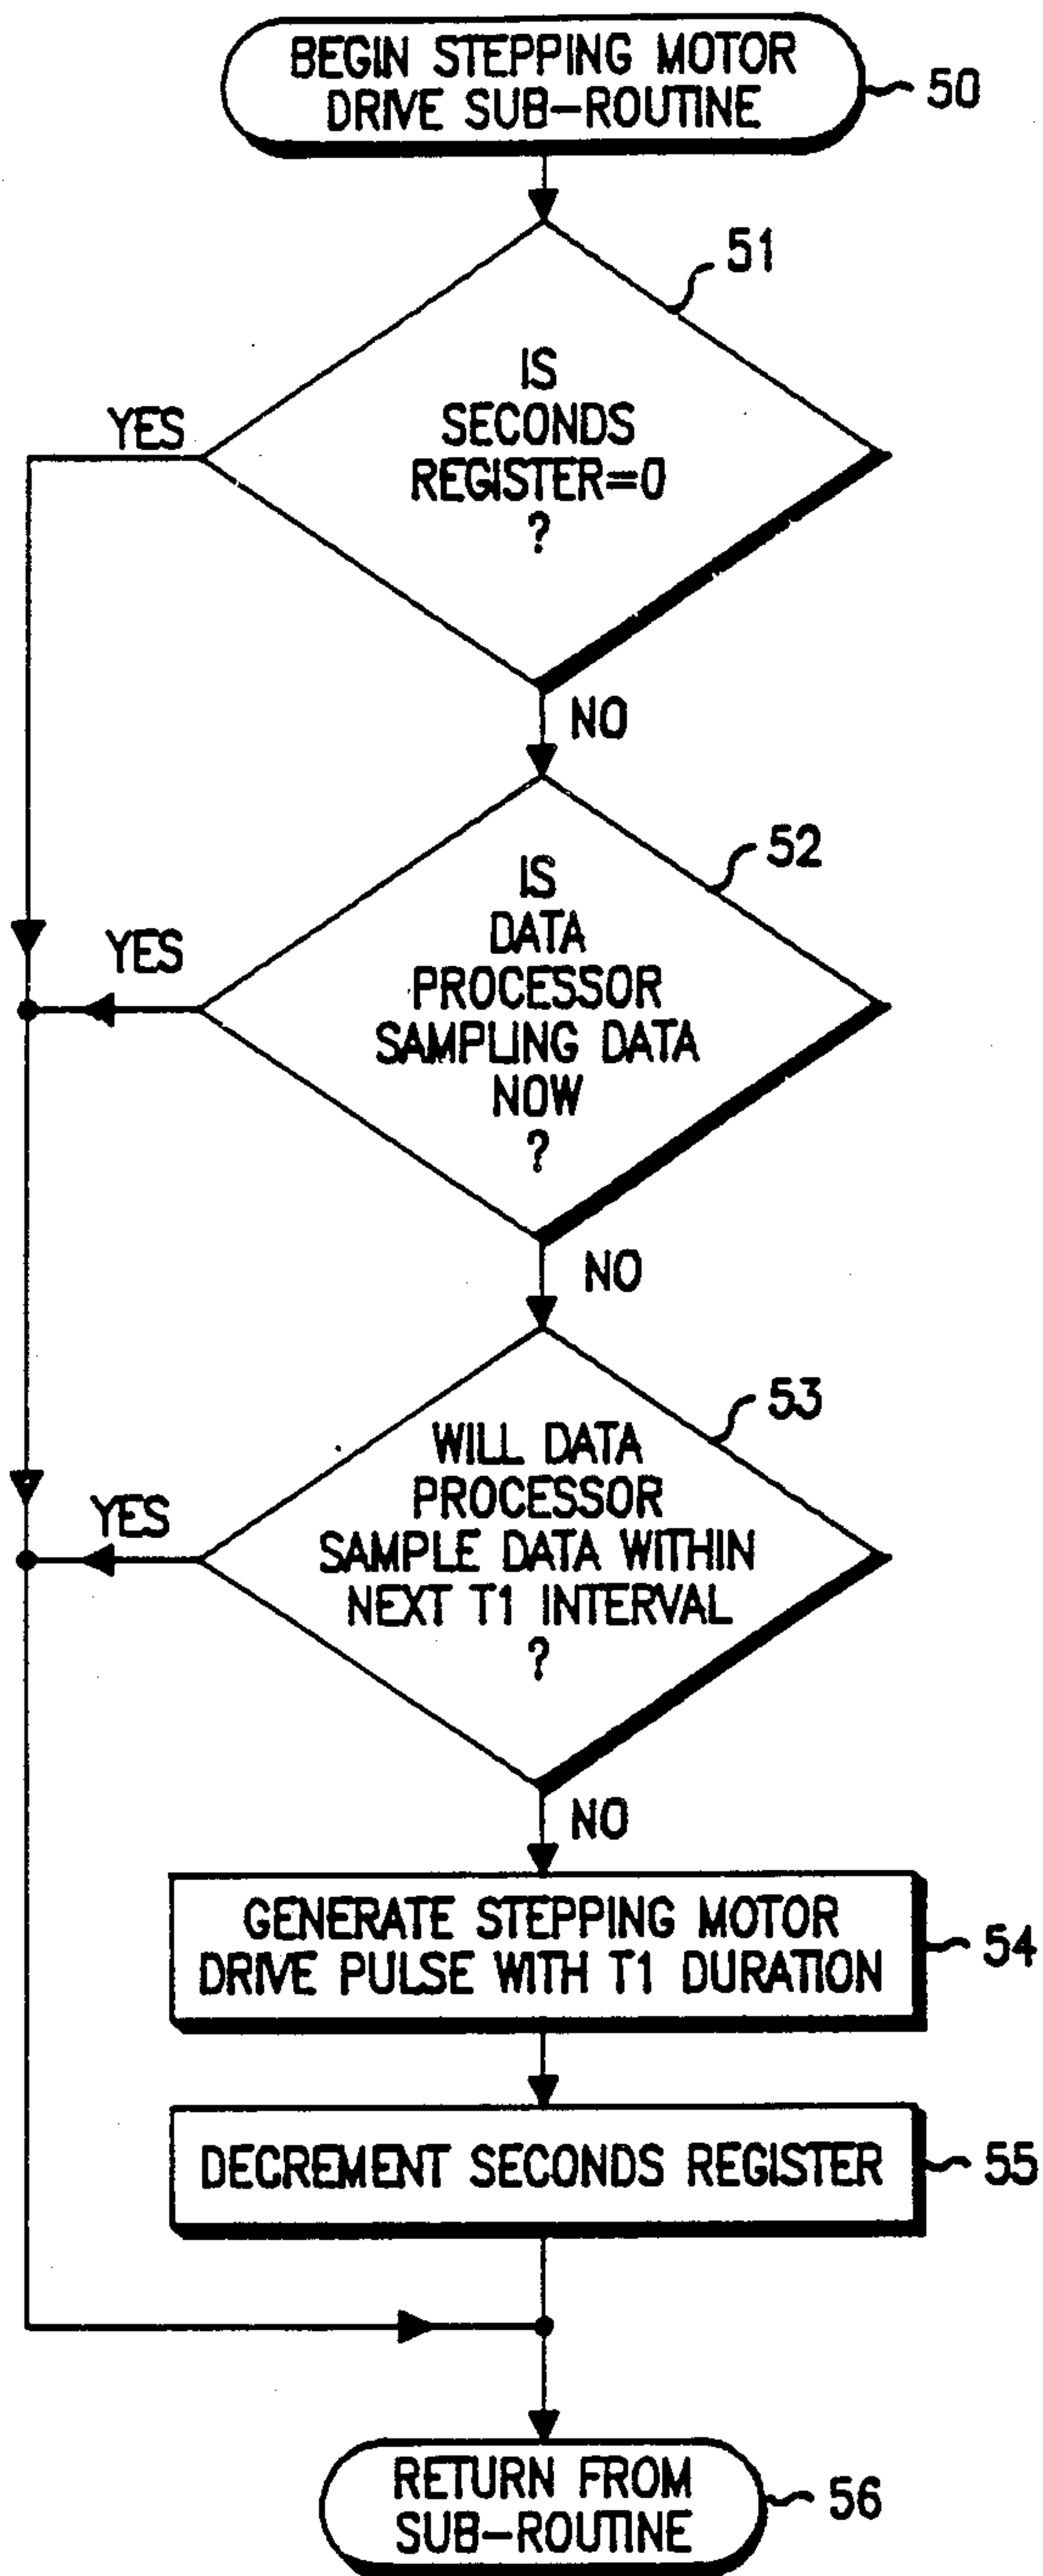 BEGIN STEPPING MOTOR
DRIVE SUB-ROUTINE
50
51
IS
SECONDS
REGISTER=0
?
YES
NO
52
IS
DATA
PROCESSOR
SAMPLING DATA
NOW
?
YES
NO
53
WILL DATA
PROCESSOR
SAMPLE DATA WITHIN
NEXT T1 INTERVAL
?
YES
NO
GENERATE STEPPING MOTOR
DRIVE PULSE WITH T1 DURATION
54
DECREMENT SECONDS REGISTER
55
RETURN FROM
SUB-ROUTINE
56